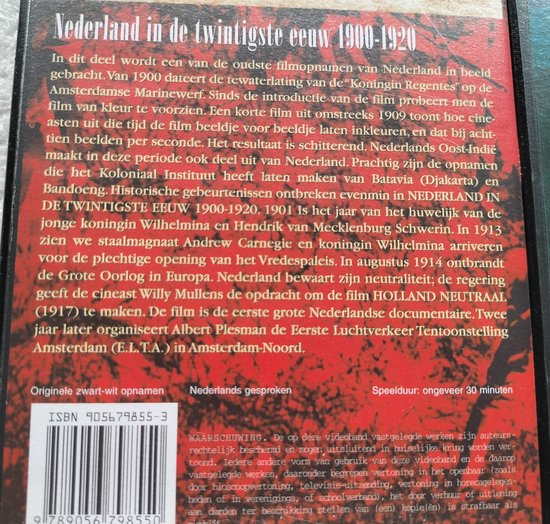 Nederland in de twintigste eeuw 1900-1920
In dit deel wordt een van de oudste filmopnamen van Nederland in beeld
gebracht. Van 1900 dateert de tewaterlating van de "Koningin Regentes" op de
Amsterdamse Marinewerf. Sinds de introductie van de film probeert men de
film van kleur te voorzien. Een korte film uit omstreeks 1909 toont hoe cine-
asten uit die tijd de film beeldje voor beeldje laten inkleuren, en dat bij acht-
tien beelden per seconde. Het resultaat is schitterend. Nederlands Oost-Indië
maakt in deze periode ook deel uit van Nederland. Prachtig zijn de opnamen
die het Koloniaal Instituut heeft laten maken van Batavia (Djakarta) en
Bandoeng. Historische gebeurtenissen ontbreken evenmin in NEDERLAND IN
DE TWINTIGSTE EEUW 1900-1920. 1901 Is het jaar van het huwelijk van de
jonge koningin Wilhelmina en Hendrik van Mecklenburg Schwerin. In 1913
zien we staalmagnaat Andrew Carnegie en koningin Wilhelmina arriveren
voor de plechtige opening van het Vredespaleis. In augustus 1914 ontbrandt
de Grote Oorlog in Europa. Nederland bewaart zijn neutraliteit; de regering
geeft de cineast Willy Mullens de opdracht om de film HOLLAND NEUTRAAL
(1917) te maken. De film is de eerste grote Nederlandse documentaire. Twee
jaar later organiseert Albert Plesman de Eerste Luchtverkeer Tentoonstelling
Amsterdam (E.L.T.A.) in Amsterdam-Noord.
Originele zwart-wit opnamen Nederlands gesproken Speelduur: ongeveer 30 minuten
ISBN 905679855-3
9789056798550
WAARSCHUWING. De op deze videoband vastgelegde werken zijn auteurs-
rechtelijk beschermd en mogen uitsluitend in huiselijke kring worden ver-
toond. Iedere andere vorm van gebruik van deze videoband en de daarop
vastgelegde werken, daaronder begrepen vertoning in het openbaar (zoals
door bioscoopvertoning, televisie-uitzending, vertoning in horecagelegen-
heden of in verenigings, of schoolverband), het door verhuur of uitlening
aan derden ter beschikking stellen van (een) kopie(ën) is strafbaar als